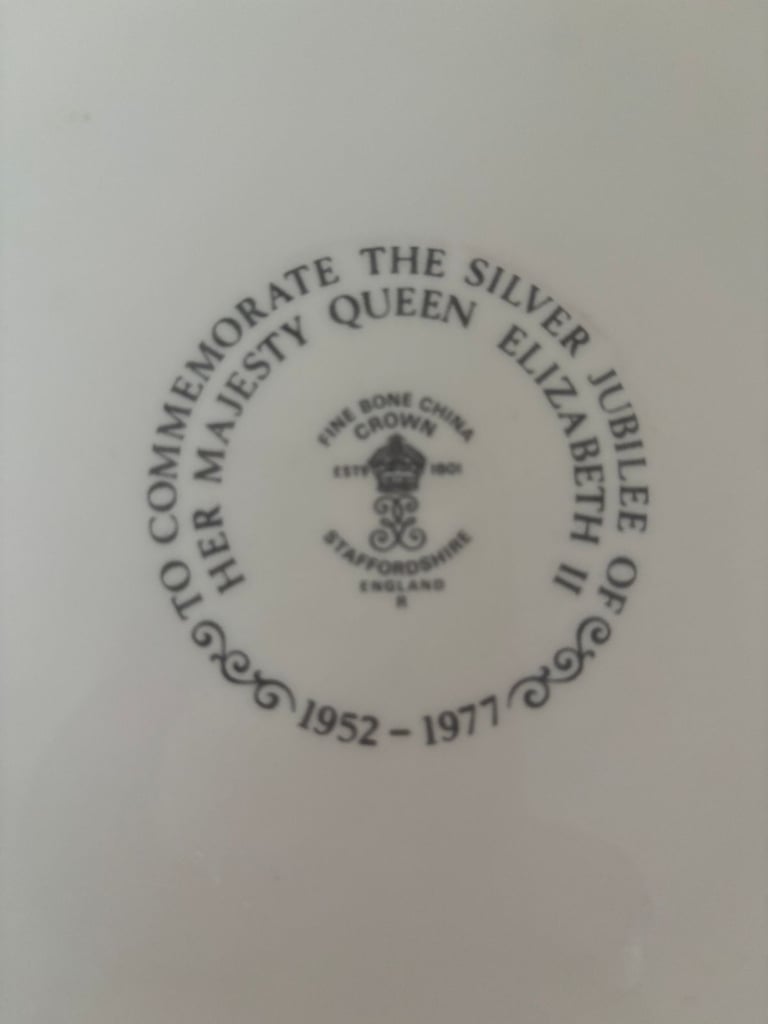 TO COMMEMORATE THE SILVER JUBILEE OF
HER MAJESTY QUEEN ELIZABETH II
FINE BONE CHINA
CROWN
ESTD 1801
STAFFORDSHIRE
ENGLAND
R
1952 – 1977